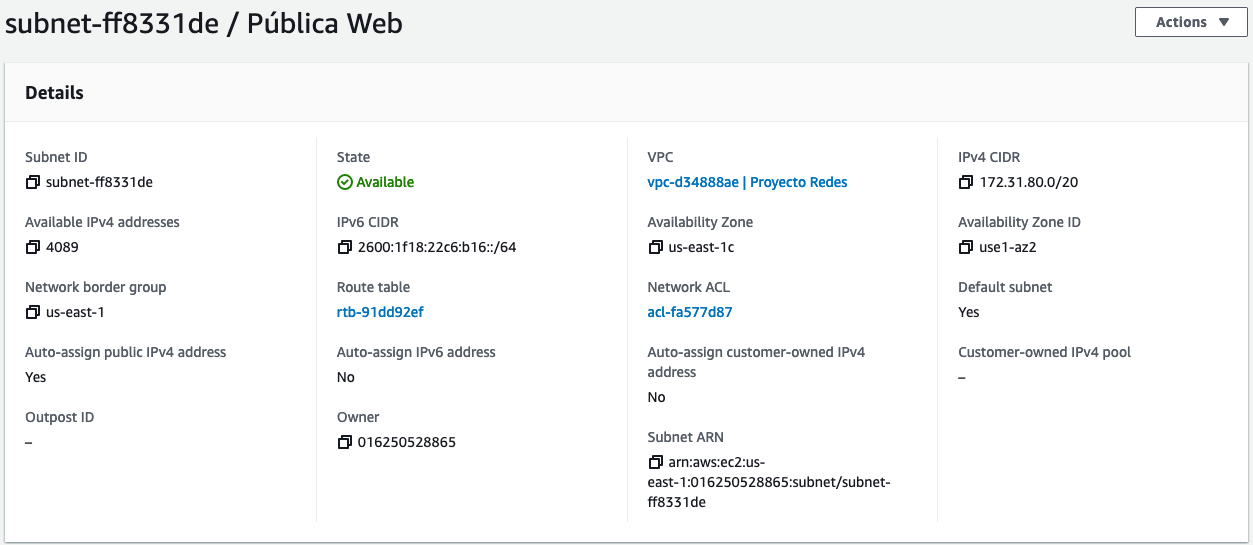 subnet-ff8331de / Pública Web
Actions
Details
Subnet ID
subnet-ff8331de
Available IPv4 addresses
4089
Network border group
us-east-1
Auto-assign public IPv4 address
Yes
Outpost ID
–
State
Available
IPv6 CIDR
2600:1f18:22c6:b16::/64
Route table
rtb-91dd92ef
Auto-assign IPv6 address
No
Owner
016250528865
VPC
vpc-d34888ae | Proyecto Redes
Availability Zone
us-east-1c
Network ACL
acl-fa577d87
Auto-assign customer-owned IPv4
address
No
Subnet ARN
arn:aws:ec2:us-
east-1:016250528865:subnet/subnet-
ff8331de
IPv4 CIDR
172.31.80.0/20
Availability Zone ID
use1-az2
Default subnet
Yes
Customer-owned IPv4 pool
–